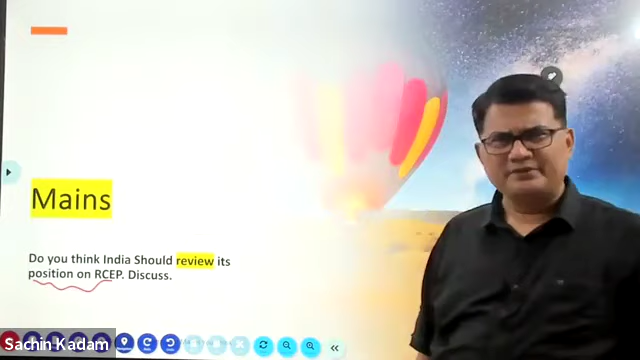 Mains
Do you think India Should review its
position on RCEP. Discuss.
Sachin Kadam